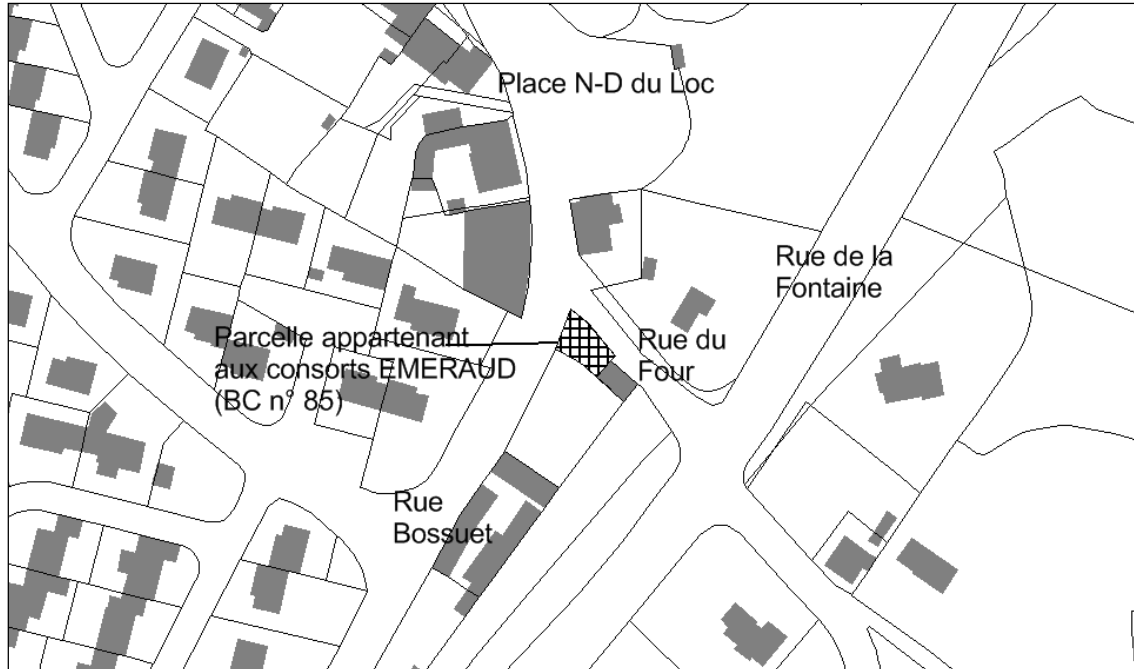 Place N-D du Loc
Rue de la
Fontaine
Parcelle appartenant
aux consorts EMERAUD
(BC n° 85)
Rue du
Four
Rue
Bossuet